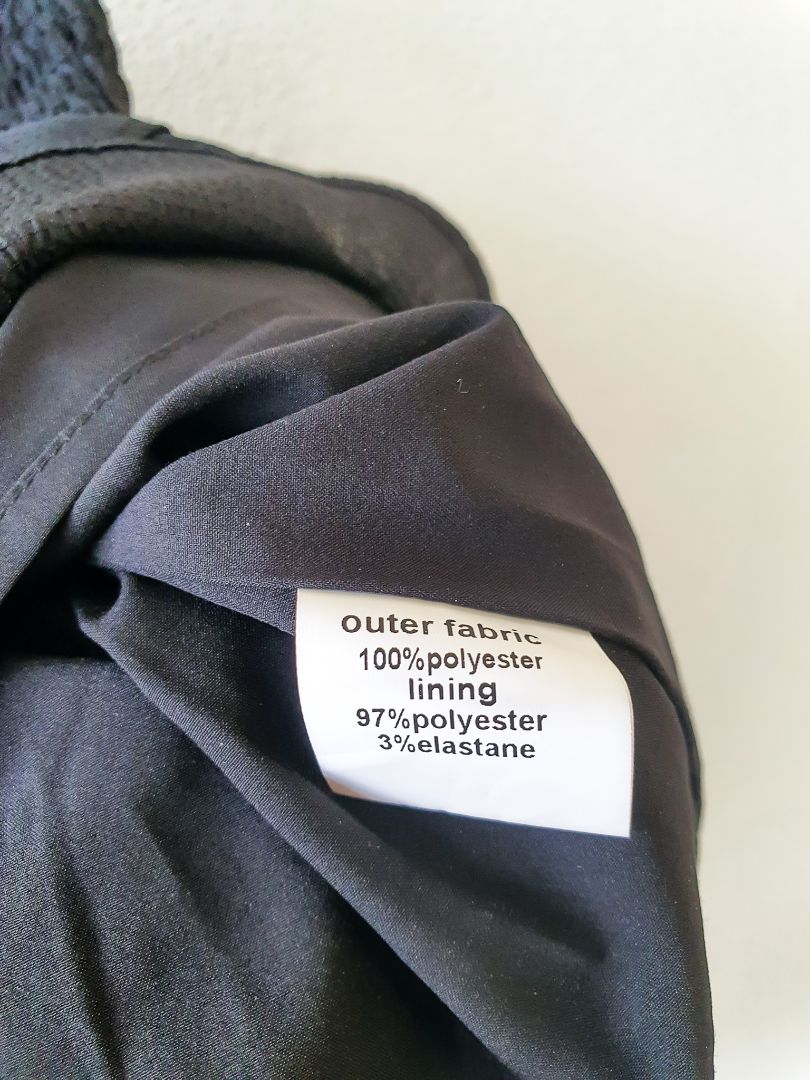 outer fabric
100%polyester
lining
97%polyester
3%elastane